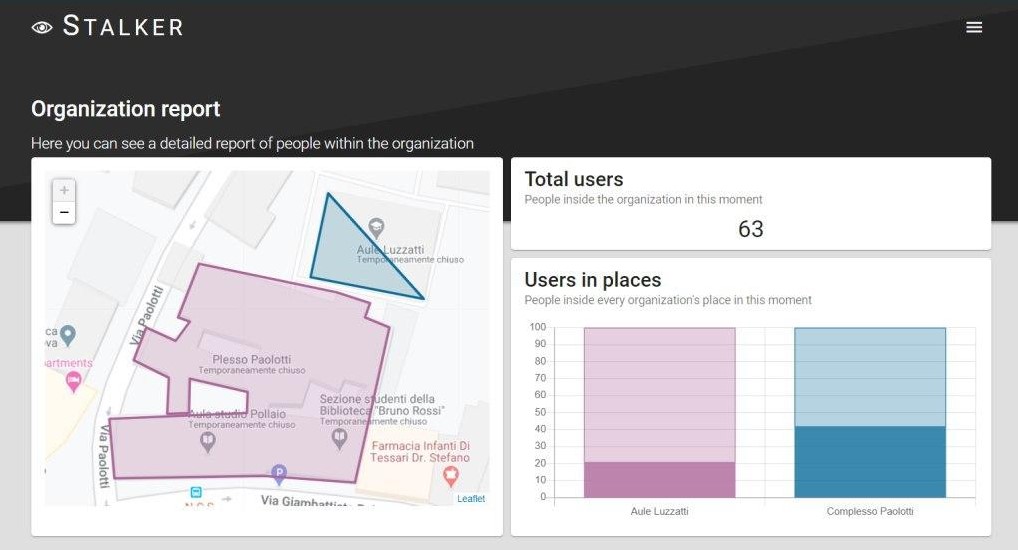 STALKER
Organization report
Here you can see a detailed report of people within the organization
+
−
Aule Luzzatti
Temporaneamente chiuso
Via Paolotti
ca
va
artments
Plesso Paolotti
Temporaneamente chiuso
Aula studio Pollaio
Temporaneamente chiuso
Sezione studenti della
Biblioteca "Bruno Rossi"
Temporaneamente chiuso
Via Paolotti
Farmacia Infanti Di
Tessari Dr. Stefano
P
Via Giambattist
Leaflet
Total users
People inside the organization in this moment
63
Users in places
People inside every organization's place in this moment
100
90
80
70
60
50
40
30
20
10
0
Aule Luzzatti
Complesso Paolotti